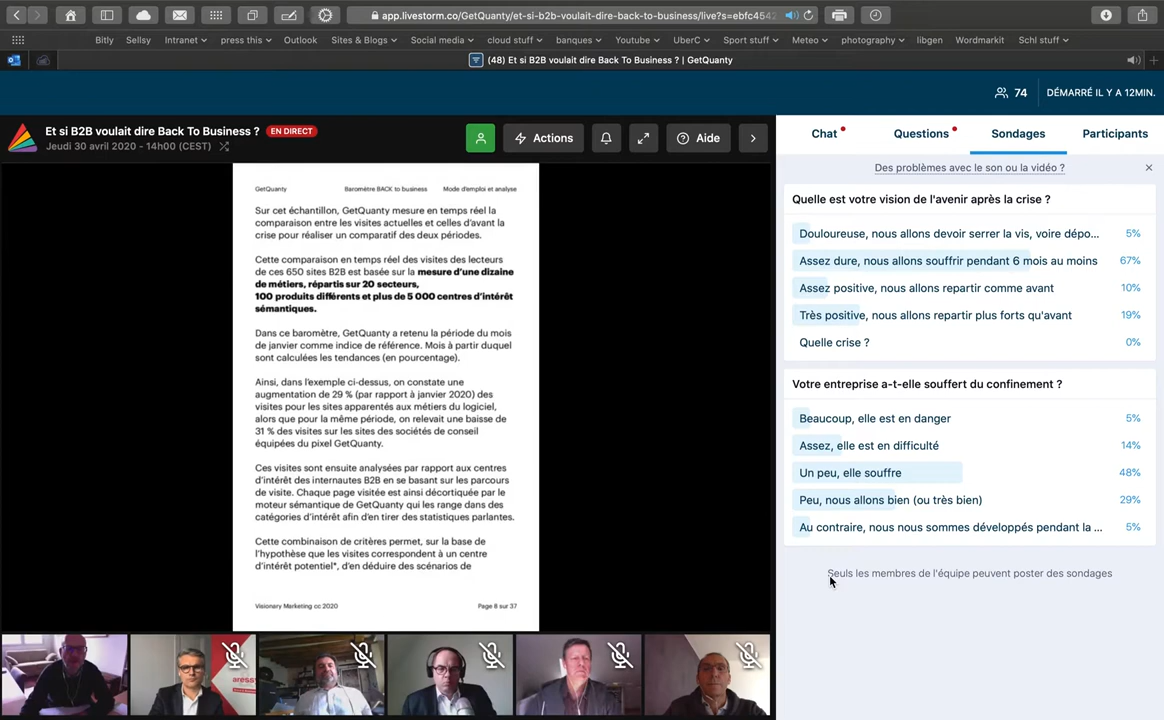 app.livestorm.co/GetQuanty/et-si-b2b-voulait-dire-back-to-business/live?s=ebfc4542
Bitly Sellsy Intranet press this Outlook Sites & Blogs Social media cloud stuff banques Youtube UberC Sport stuff Meteo photography libgen Wordmarkit Schl stuff
(48) Et si B2B voulait dire Back To Business ? | GetQuanty
74 DÉMARRÉ IL Y A 12MIN.
Et si B2B voulait dire Back To Business ? EN DIRECT
Jeudi 30 avril 2020 - 14h00 (CEST)
Actions Aide
GetQuanty Baromètre BACK to business Mode d'emploi et analyse
Sur cet échantillon, GetQuanty mesure en temps réel la
comparaison entre les visites actuelles et celles d'avant la
crise pour réaliser un comparatif des deux périodes.
Cette comparaison en temps réel des visites des lecteurs
de ces 650 sites B2B est basée sur la mesure d'une dizaine
de métiers, répartis sur 20 secteurs,
100 produits différents et plus de 5 000 centres d'intérêt
sémantiques.
Dans ce baromètre, GetQuanty a retenu la période du mois
de janvier comme indice de référence. Mois à partir duquel
sont calculées les tendances (en pourcentage).
Ainsi, dans l'exemple ci-dessus, on constate une
augmentation de 29 % (par rapport à janvier 2020) des
visites pour les sites apparentés aux métiers du logiciel,
alors que pour la même période, on relevait une baisse de
31 % des visites sur les sites des sociétés de conseil
équipées du pixel GetQuanty.
Ces visites sont ensuite analysées par rapport aux centres
d'intérêt des internautes B2B en se basant sur les parcours
de visite. Chaque page visitée est ainsi décortiquée par le
moteur sémantique de GetQuanty qui les range dans des
catégories d'intérêt afin d'en tirer des statistiques parlantes.
Cette combinaison de critères permet, sur la base de
l'hypothèse que les visites correspondent à un centre
d'intérêt potentiel*, d'en déduire des scénarios de
Visionary Marketing cc 2020 Page 8 sur 37
Chat Questions Sondages Participants
Des problèmes avec le son ou la vidéo ?
Quelle est votre vision de l'avenir après la crise ?
Douloureuse, nous allons devoir serrer la vis, voire dépo... 5%
Assez dure, nous allons souffrir pendant 6 mois au moins 67%
Assez positive, nous allons repartir comme avant 10%
Très positive, nous allons repartir plus forts qu'avant 19%
Quelle crise ? 0%
Votre entreprise a-t-elle souffert du confinement ?
Beaucoup, elle est en danger 5%
Assez, elle est en difficulté 14%
Un peu, elle souffre 48%
Peu, nous allons bien (ou très bien) 29%
Au contraire, nous nous sommes développés pendant la ... 5%
Seuls les membres de l'équipe peuvent poster des sondages